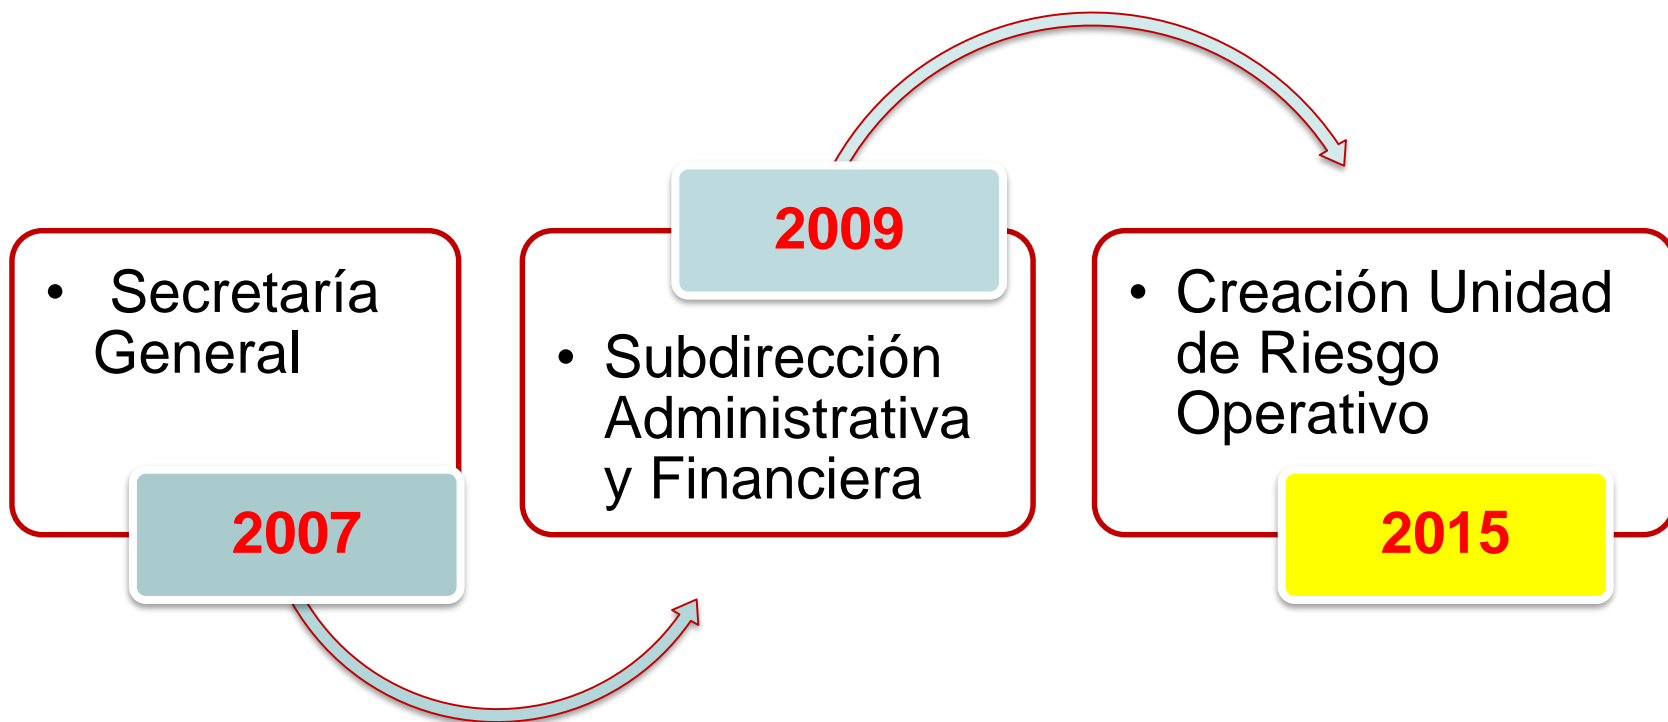 • Secretaría
General
2007
2009
• Subdirección
Administrativa
y Financiera
• Creación Unidad
de Riesgo
Operativo
2015